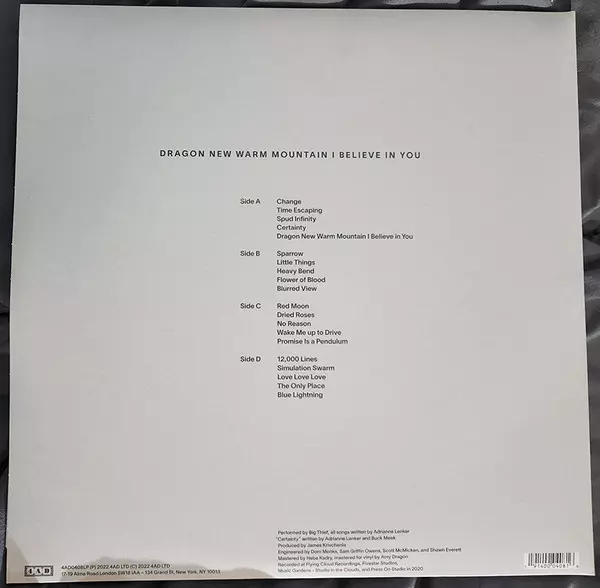 DRAGON NEW WARM MOUNTAIN I BELIEVE IN YOU
Side A Change
Time Escaping
Spud Infinity
Certainty
Dragon New Warm Mountain I Believe in You
Side B Sparrow
Little Things
Heavy Bend
Flower of Blood
Blurred View
Side C Red Moon
Dried Roses
No Reason
Wake Me up to Drive
Promise Is a Pendulum
Side D 12,000 Lines
Simulation Swarm
Love Love Love
The Only Place
Blue Lightning
Performed by Big Thief, all songs written by Adrianne Lenker
"Certainty" written by Adrianne Lenker and Buck Meek
Produced by James Krivchenia
Engineered by Dom Monks, Sam Griffin Owens, Scott McMicken, and Shawn Everett
Mastered by Heba Kadry, mastered for vinyl by Amy Dragon
Recorded at Flying Cloud Recordings, Fivestar Studios,
Music Gardens - Studio in the Clouds, and Press On Studio in 2020
4AD
4AD0408LP (P) 2022 4AD LTD (C) 2022 4AD LTD
17-19 Alma Road London SW18 1AA – 134 Grand St, New York, NY 10013